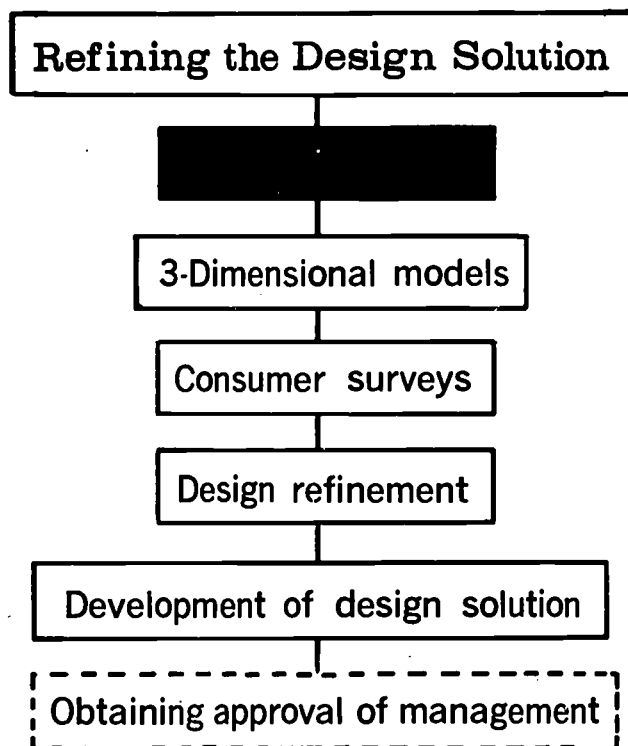 Refining the Design Solution
3-Dimensional models
Consumer surveys
Design refinement
Development of design solution
Obtaining approval of management